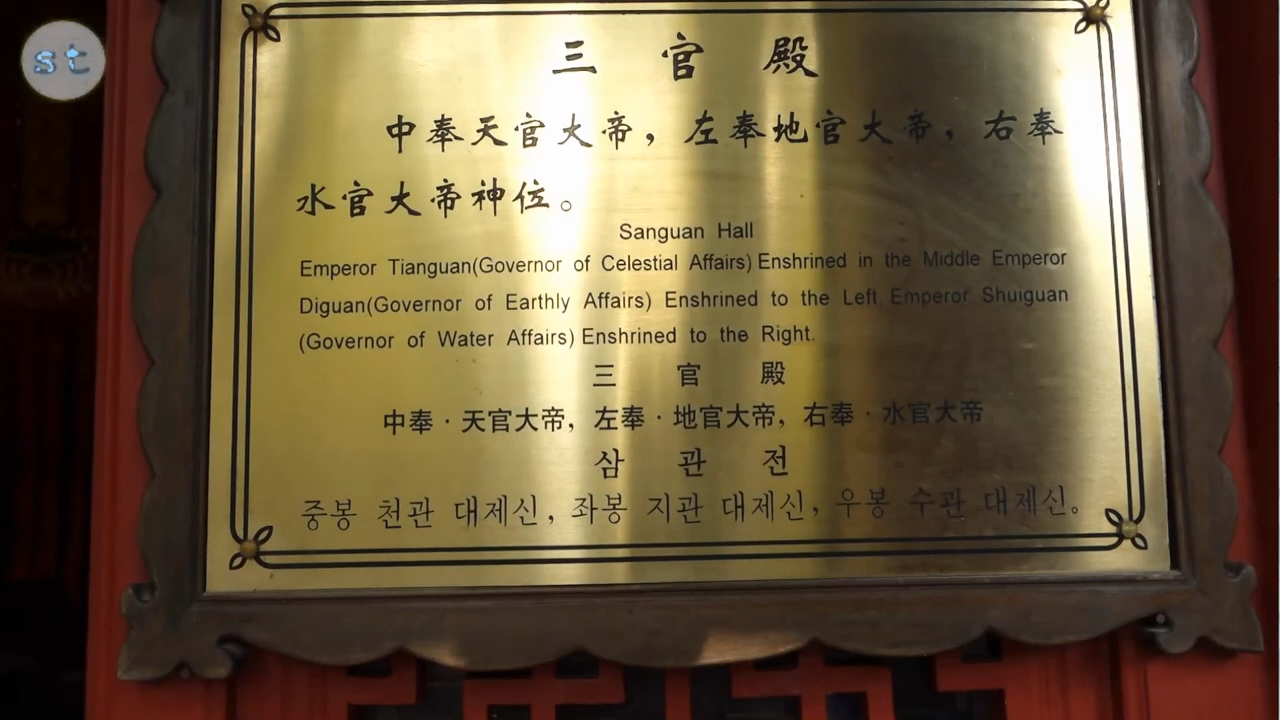 st
三 官 殿
中奉天官大帝，左奉地官大帝，右奉
水官大帝神位。
Sanguan Hall
Emperor Tianguan(Governor of Celestial Affairs) Enshrined in the Middle Emperor
Diguan(Governor of Earthly Affairs) Enshrined to the Left Emperor Shuiguan
(Governor of Water Affairs) Enshrined to the Right.
三 官 殿
中奉·天官大帝，左奉·地官大帝，右奉·水官大帝
삼 관 전
중봉 천관 대제신, 좌봉 지관 대제신, 우봉 수관 대제신。